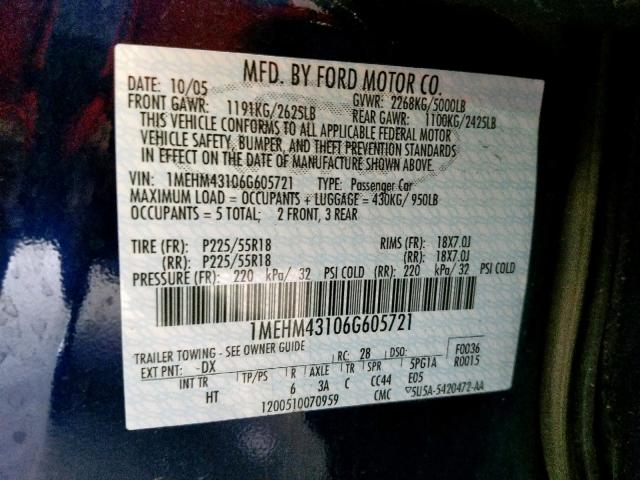 MFD. BY FORD MOTOR CO.
DATE: 10/05 GVWR: 2268KG/5000LB
FRONT GAWR: 1191KG/2625LB REAR GAWR: 1100KG/2425LB
THIS VEHICLE CONFORMS TO ALL APPLICABLE FEDERAL MOTOR
VEHICLE SAFETY, BUMPER, AND THEFT PREVENTION STANDARDS
IN EFFECT ON THE DATE OF MANUFACTURE SHOWN ABOVE.
VIN: 1MEHM43106G605721 TYPE: Passenger Car
MAXIMUM LOAD = OCCUPANTS + LUGGAGE = 430KG/ 950LB
OCCUPANTS = 5 TOTAL; 2 FRONT, 3 REAR
TIRE (FR): P225/55R18 RIMS (FR): 18X7.0J
(RR): P225/55R18 (RR): 18X7.0J
PRESSURE (FR): 220 kPa/ 32 PSI COLD (RR): 220 kPa/ 32 PSI COLD
1MEHM43106G605721
TRAILER TOWING - SEE OWNER GUIDE
EXT PNT: -DX RC: 28 DSO: F0036
INT TR TP/PS R AXLE TR SPR 5PG1A R0015
HT 6 3A C CC44 E05
1200510070959 CMC 5U5A-5420472-AA